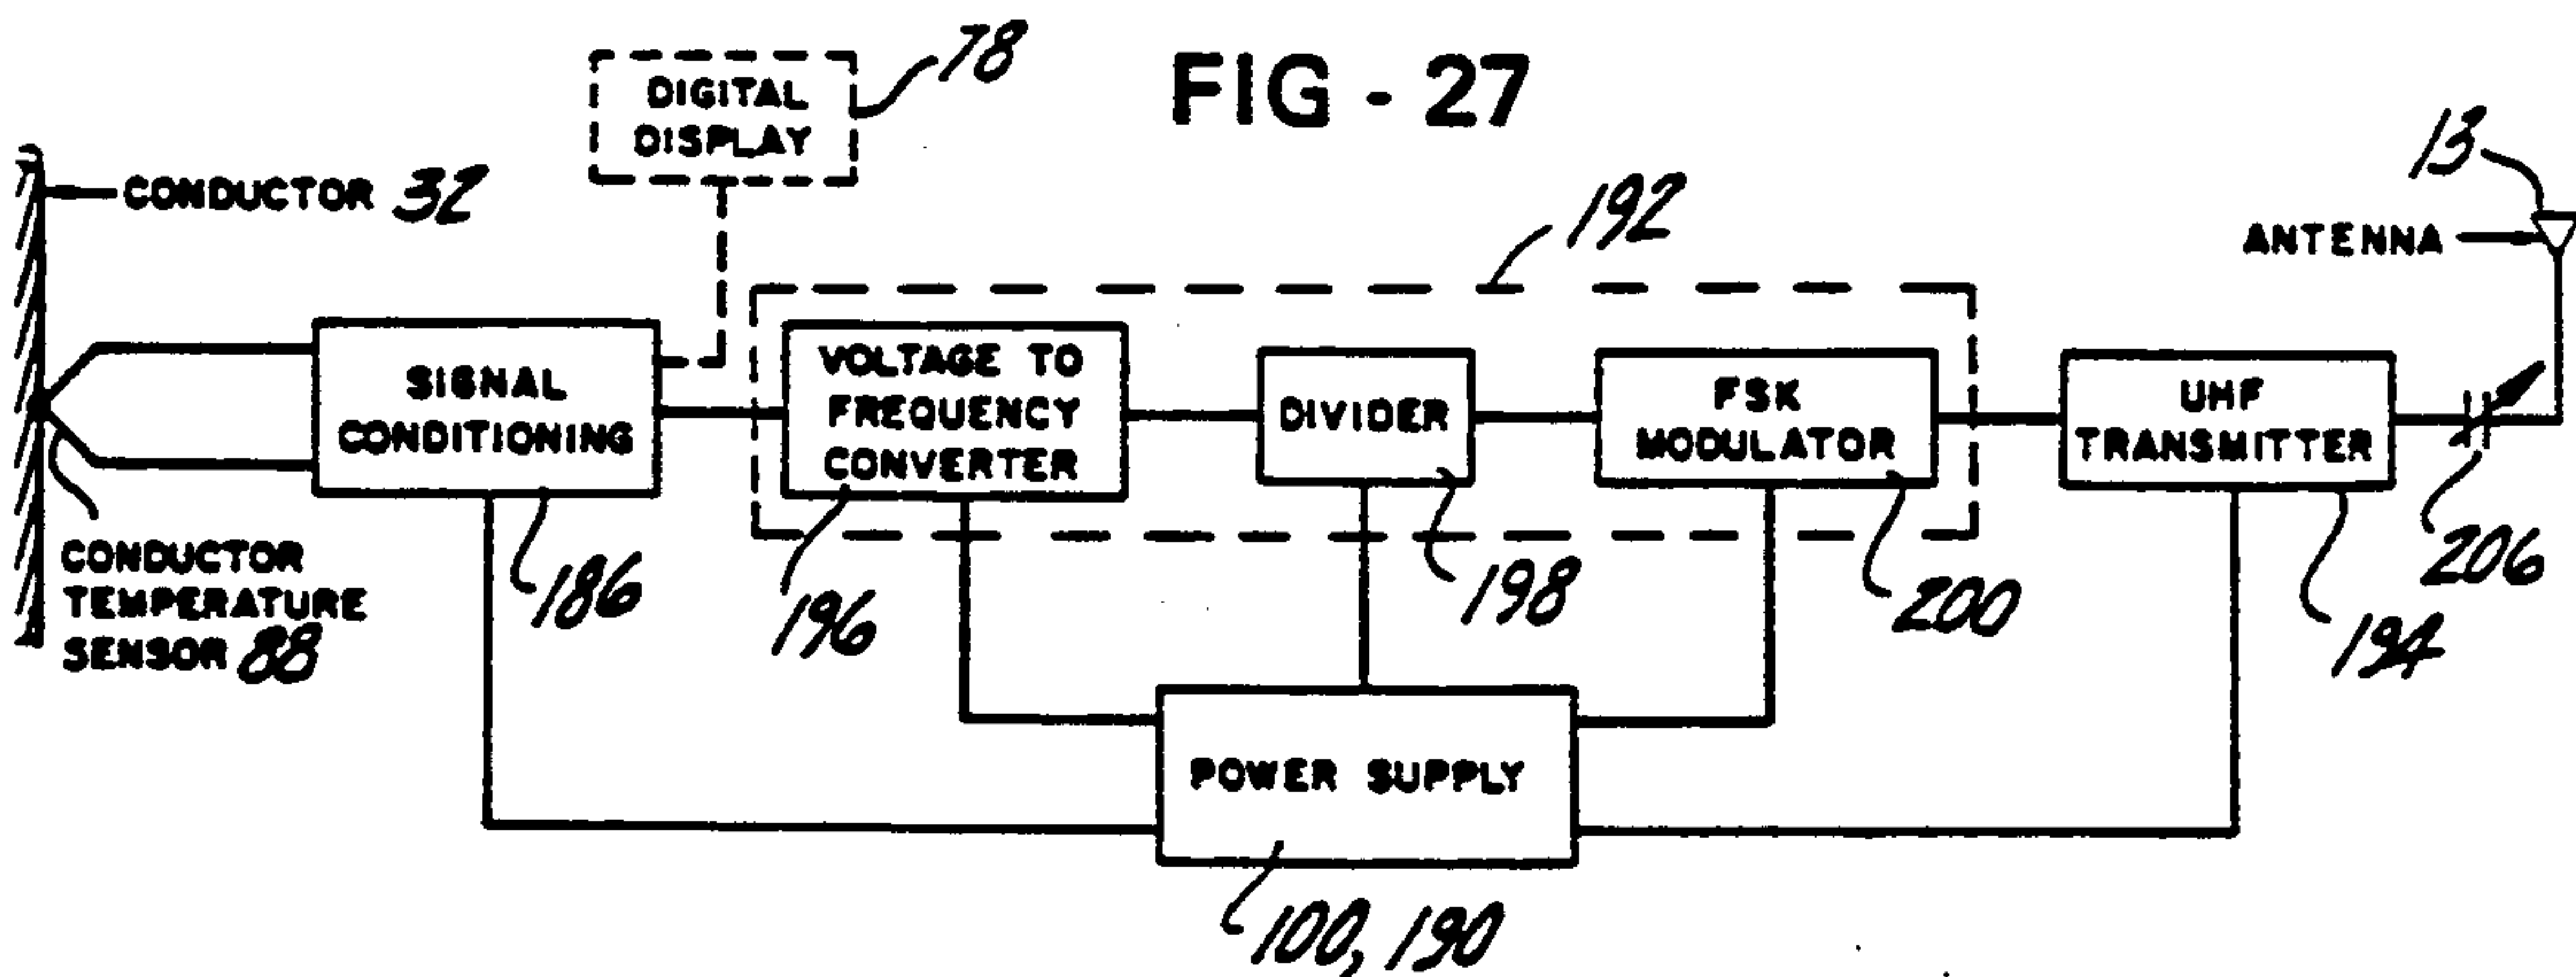 FIG - 27
78
DIGITAL
DISPLAY
13
CONDUCTOR 32
192
ANTENNA
SIGNAL
CONDITIONING
VOLTAGE TO
FREQUENCY
CONVERTER
DIVIDER
FSK
MODULATOR
UHF
TRANSMITTER
CONDUCTOR
TEMPERATURE
SENSOR 88
186
196
198
200
206
194
POWER SUPPLY
100, 190